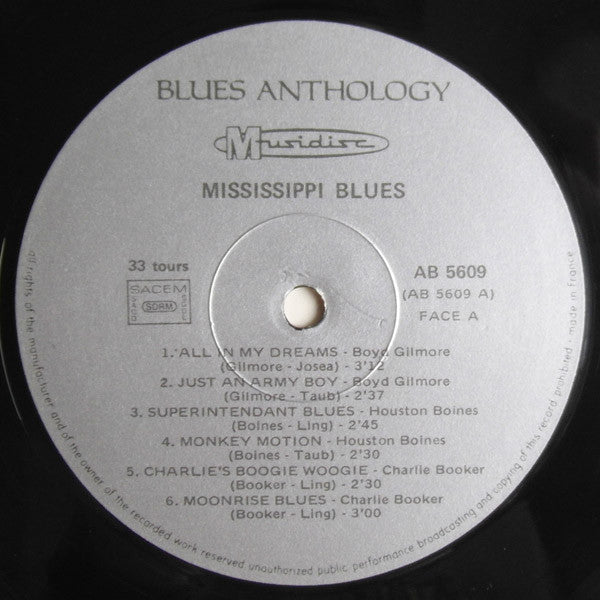 BLUES ANTHOLOGY
Musidisc
MISSISSIPPI BLUES
33 tours
AB 5609
(AB 5609 A)
FACE A
SACEM
SDRM
SACD
SGDL
1. ALL IN MY DREAMS - Boyd Gilmore
(Gilmore - Josea) - 3'12
2. JUST AN ARMY BOY - Boyd Gilmore
(Gilmore - Taub) - 2'37
3. SUPERINTENDANT BLUES - Houston Boines
(Boines - Ling) - 2'45
4. MONKEY MOTION - Houston Boines
(Boines - Taub) - 2'30
5. CHARLIE'S BOOGIE WOOGIE - Charlie Booker
(Booker - Ling) - 2'30
6. MOONRISE BLUES - Charlie Booker
(Booker - Ling) - 3'00
all rights of the manufacturer and of the owner of the recorded work reserved unauthorized public performance broadcasting and copying of this record prohibited - made in france